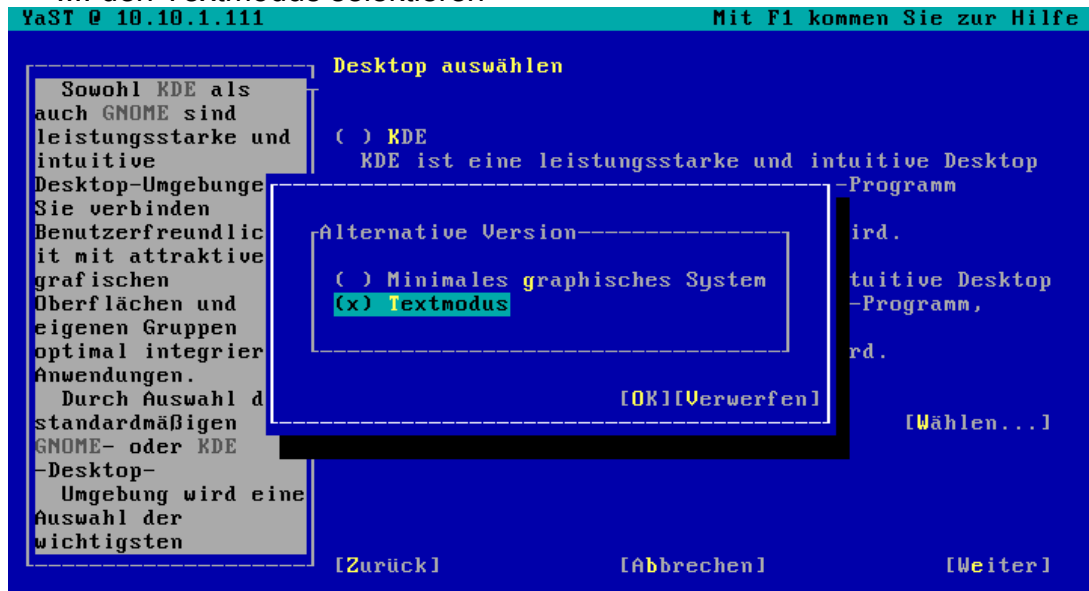 ... den Textmodus selektieren
YaST @ 10.10.1.111 Mit F1 kommen Sie zur Hilfe
Desktop auswählen
Sowohl KDE als
auch GNOME sind
leistungsstarke und
intuitive
Desktop-Umgebunge
Sie verbinden
Benutzerfreundlic
it mit attraktive
grafischen
Oberflächen und
eigenen Gruppen
optimal integrier
Anwendungen.
Durch Auswahl d
standardmäßigen
GNOME- oder KDE
-Desktop-
Umgebung wird eine
Auswahl der
wichtigsten
( ) KDE
KDE ist eine leistungsstarke und intuitive Desktop
-Programm
ird.
tuitive Desktop
-Programm,
rd.
[Wählen...]
Alternative Version
( ) Minimales graphisches System
(x) Textmodus
[OK][Verwerfen]
[Zurück] [Abbrechen] [Weiter]